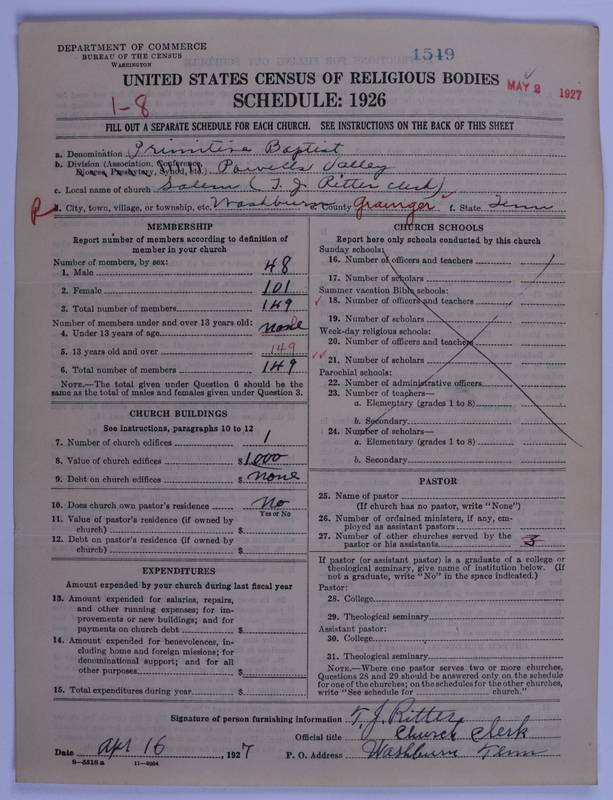 DEPARTMENT OF COMMERCE
BUREAU OF THE CENSUS
WASHINGTON
1549
UNITED STATES CENSUS OF RELIGIOUS BODIES
MAY 2 1927
1-8
SCHEDULE: 1926
FILL OUT A SEPARATE SCHEDULE FOR EACH CHURCH. SEE INSTRUCTIONS ON THE BACK OF THIS SHEET
a. Denomination Primitive Baptist
b. Division (Association, Conference, Diocese, Presbytery, Synod, etc.) Powells Valley
c. Local name of church Salem (T. J. Ritter clerk)
d. City, town, village, or township, etc. Washburn e. County Grainger f. State Tenn
MEMBERSHIP
Report number of members according to definition of
member in your church
Number of members, by sex:
1. Male 48
2. Female 101
3. Total number of members 149
Number of members under and over 13 years old:
4. Under 13 years of age none
5. 13 years old and over 149
6. Total number of members 149
NOTE.—The total given under Question 6 should be the
same as the total of males and females given under Question 3.
CHURCH BUILDINGS
See instructions, paragraphs 10 to 12
7. Number of church edifices 1
8. Value of church edifices $1000
9. Debt on church edifices $ none
10. Does church own pastor's residence No
Yes or No
11. Value of pastor's residence (if owned by
church) $
12. Debt on pastor's residence (if owned by
church) $
EXPENDITURES
Amount expended by your church during last fiscal year
13. Amount expended for salaries, repairs,
and other running expenses; for im-
provements or new buildings; and for
payments on church debt $
14. Amount expended for benevolences, in-
cluding home and foreign missions; for
denominational support; and for all
other purposes $
15. Total expenditures during year $
CHURCH SCHOOLS
Report here only schools conducted by this church
Sunday schools:
16. Number of officers and teachers
17. Number of scholars
Summer vacation Bible schools:
18. Number of officers and teachers
19. Number of scholars
Week-day religious schools:
20. Number of officers and teachers
21. Number of scholars
Parochial schools:
22. Number of administrative officers
23. Number of teachers—
a. Elementary (grades 1 to 8)
b. Secondary
24. Number of scholars—
a. Elementary (grades 1 to 8)
b. Secondary
PASTOR
25. Name of pastor
(If church has no pastor, write "None")
26. Number of ordained ministers, if any, em-
ployed as assistant pastors
27. Number of other churches served by the
pastor or his assistants 3
If pastor (or assistant pastor) is a graduate of a college or
theological seminary, give name of institution below. (If
not a graduate, write "No" in the space indicated.)
Pastor:
28. College
29. Theological seminary
Assistant pastor:
30. College
31. Theological seminary
NOTE.—Where one pastor serves two or more churches,
Questions 28 and 29 should be answered only on the schedule
for one of the churches; on the schedules for the other churches,
write "See schedule for church."
Signature of person furnishing information T. J. Ritter
Official title Church Clerk
Date Apr 16, 1927 P. O. Address Washburn Tenn
8-5518a 11-9064